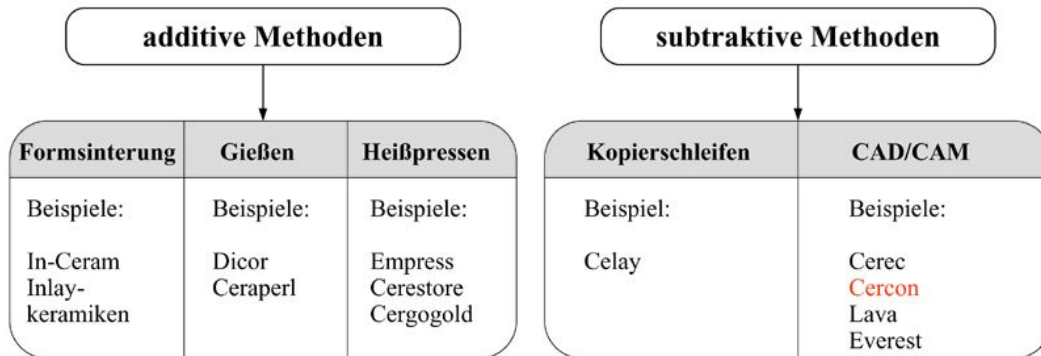 additive Methoden
subtraktive Methoden
Formsinterung
Gießen
Heißpressen
Beispiele:
Beispiele:
Beispiele:
In-Ceram
Inlay-
keramiken
Dicor
Ceraperl
Empress
Cerestore
Cergogold
Kopierschleifen
CAD/CAM
Beispiel:
Beispiele:
Celay
Cerec
Cercon
Lava
Everest